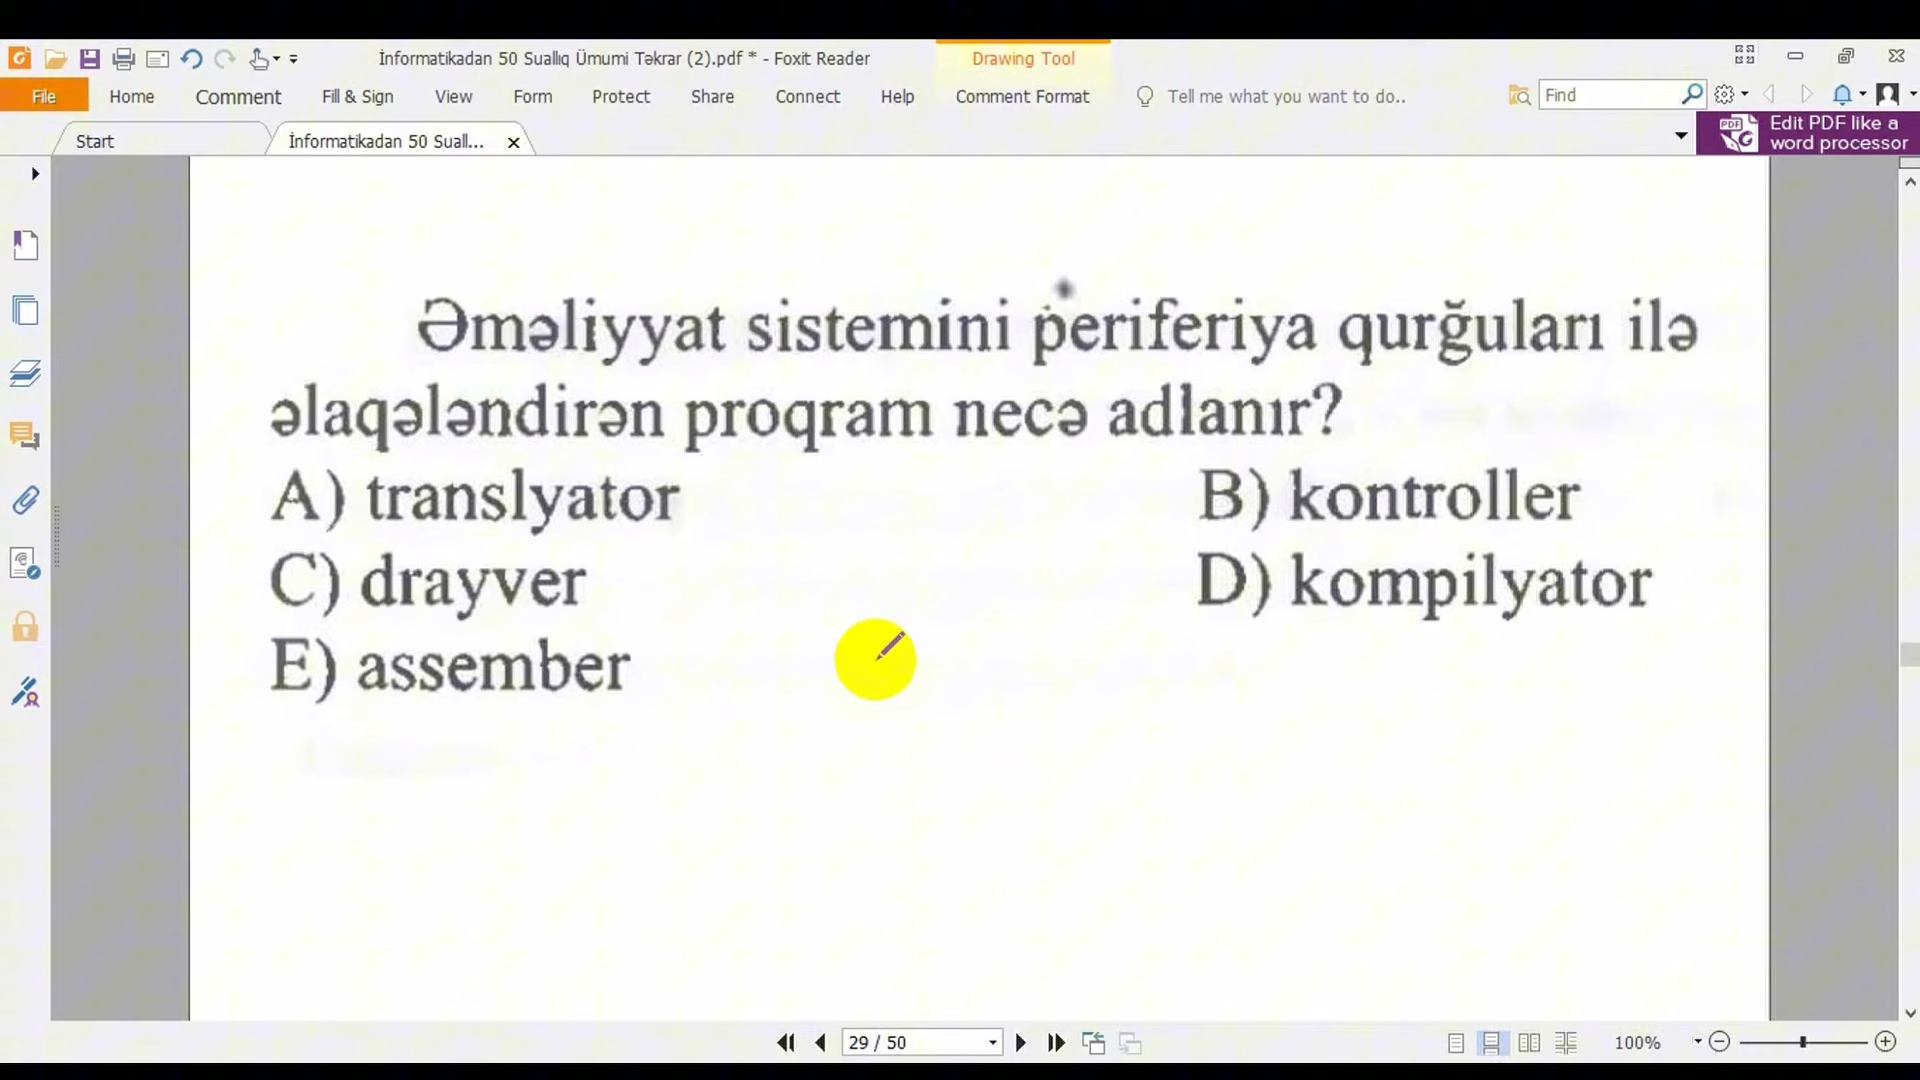 İnformatikadan 50 Suallıq Ümumi Təkrar (2).pdf * - Foxit Reader
Drawing Tool
File Home Comment Fill & Sign View Form Protect Share Connect Help Comment Format Tell me what you want to do.. Find
Start İnformatikadan 50 Suall...
Edit PDF like a
word processor
Əməliyyat sistemini periferiya qurğuları ilə
əlaqələndirən proqram necə adlanır?
A) translyator B) kontroller
C) drayver D) kompilyator
E) assember
29 / 50 100%